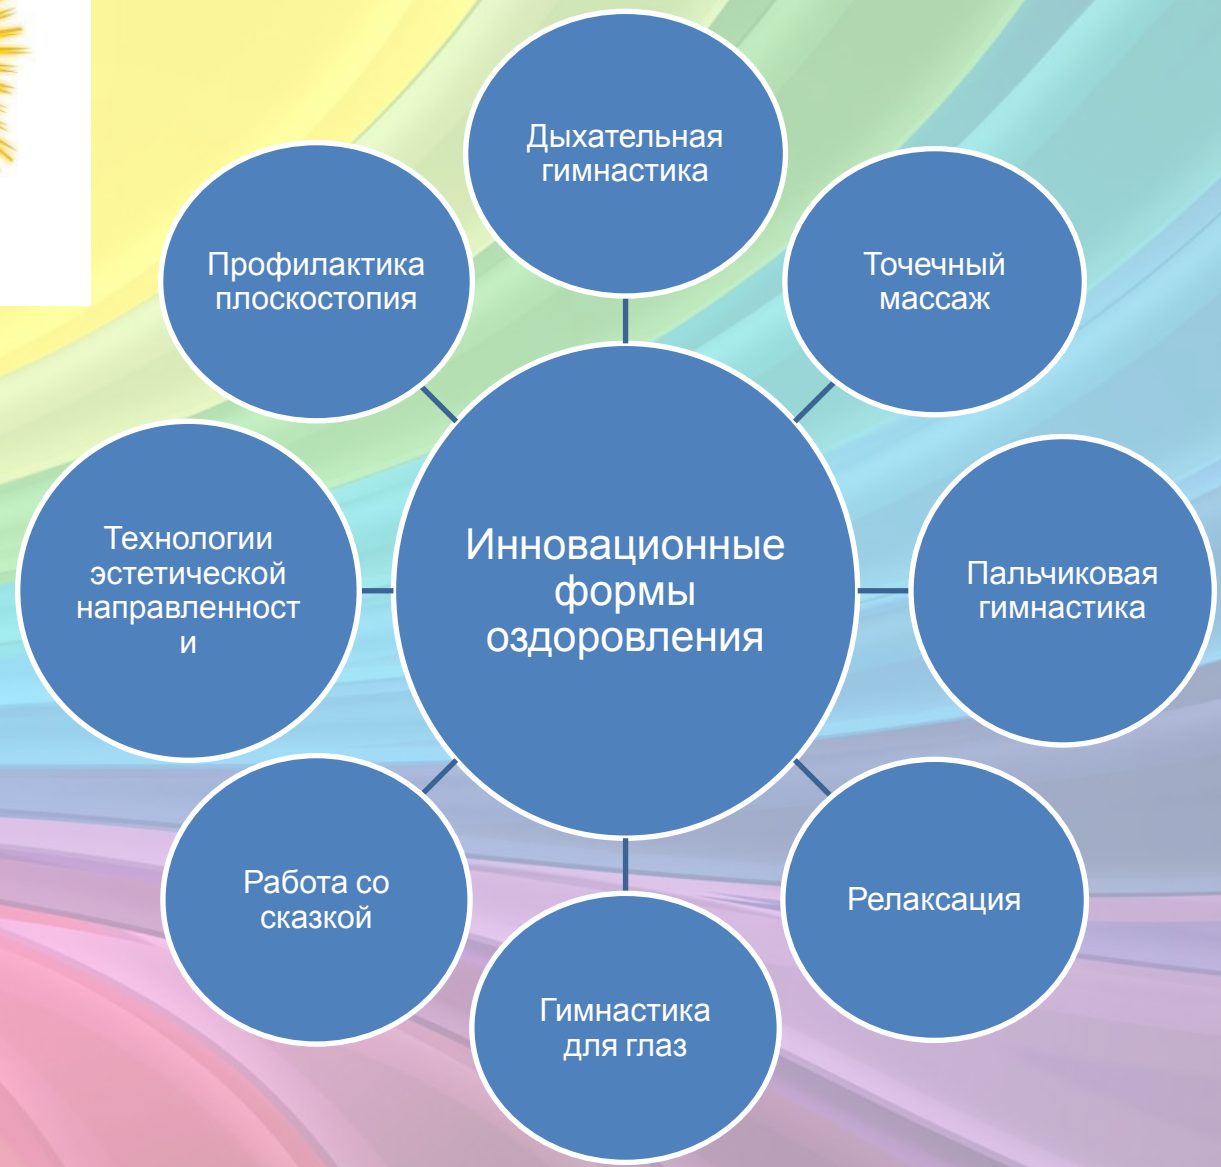 Дыхательная
гимнастика
Точечный
массаж
Пальчиковая
гимнастика
Релаксация
Гимнастика
для глаз
Работа со
сказкой
Технологии
эстетической
направленност
и
Профилактика
плоскостопия
Инновационные
формы
оздоровления